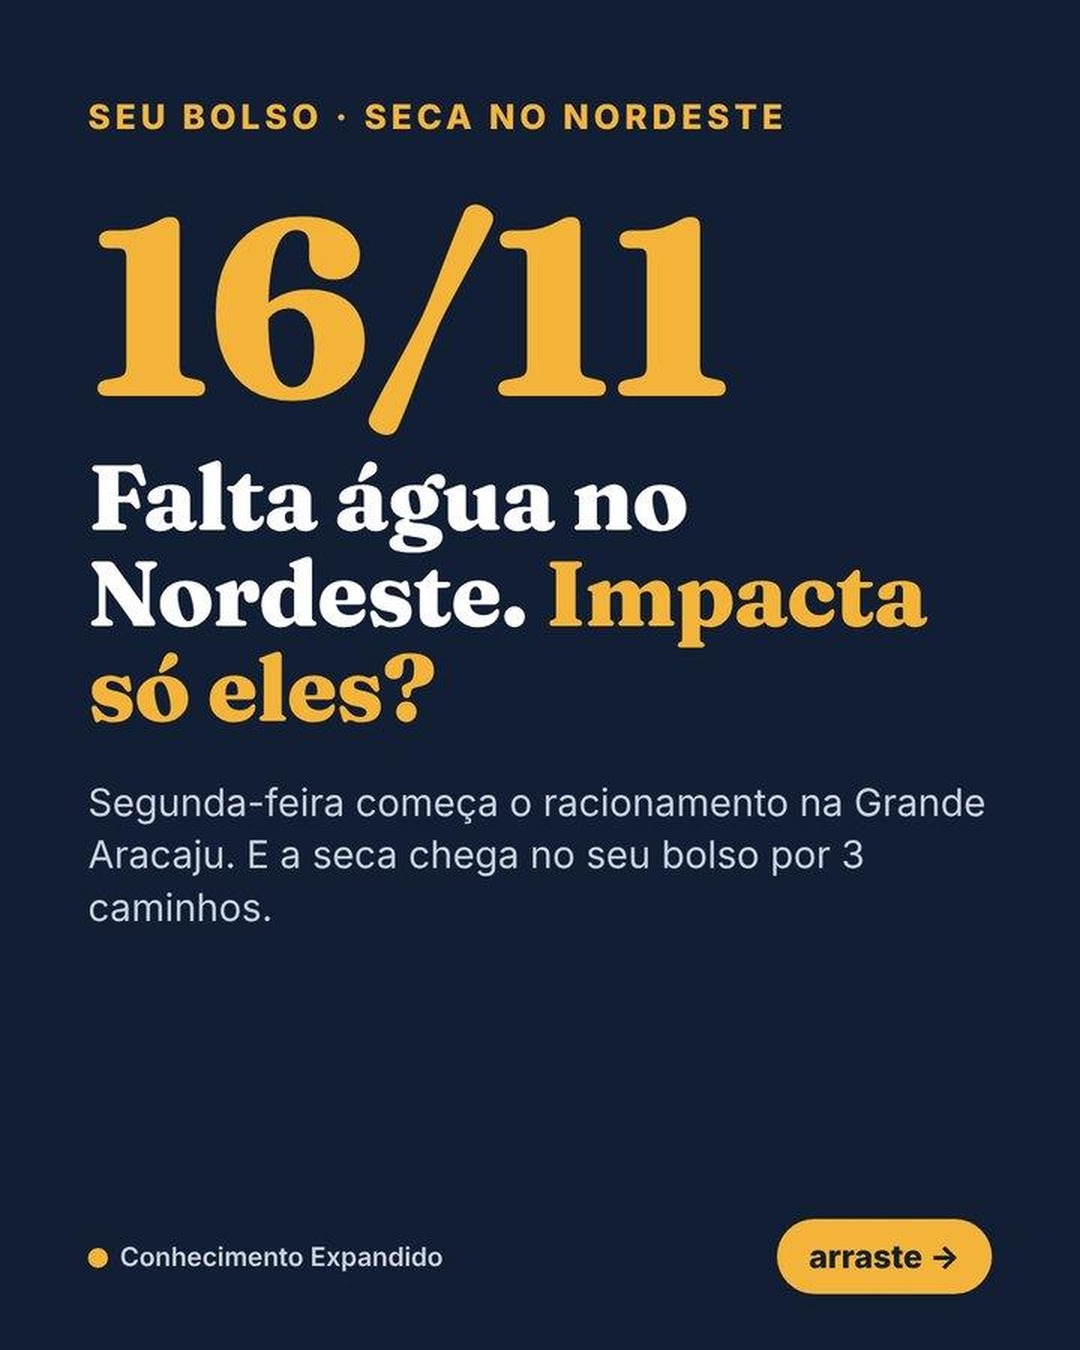 SEU BOLSO · SECA NO NORDESTE
16/11
Falta água no
Nordeste. Impacta
só eles?
Segunda-feira começa o racionamento na Grande
Aracaju. E a seca chega no seu bolso por 3
caminhos.
Conhecimento Expandido
arraste →